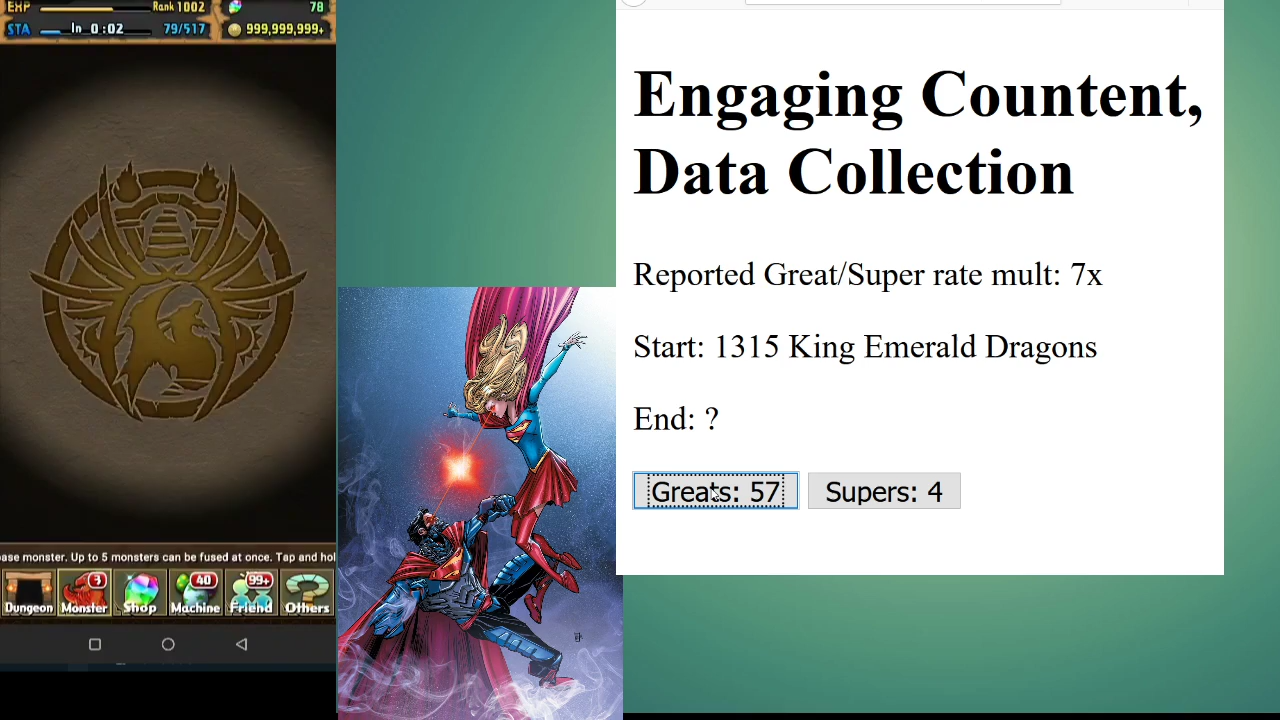 EXP Rank 1002 78
STA In 0:02 79/517 999,999,999+
Engaging Countent,
Data Collection
Reported Great/Super rate mult: 7x
Start: 1315 King Emerald Dragons
End: ?
Greats: 57 Supers: 4
ase monster. Up to 5 monsters can be fused at once. Tap and hol
3 40 99+
Dungeon Monster Shop Machine Friend Others